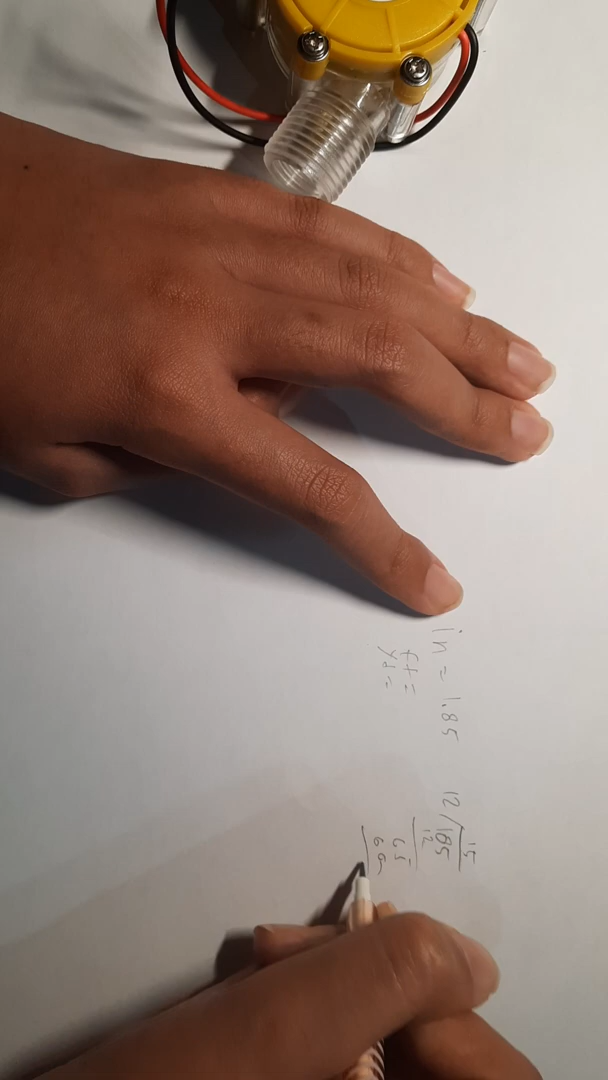 in = 1.85
ft =
yd =
15
12/185
12
65
60